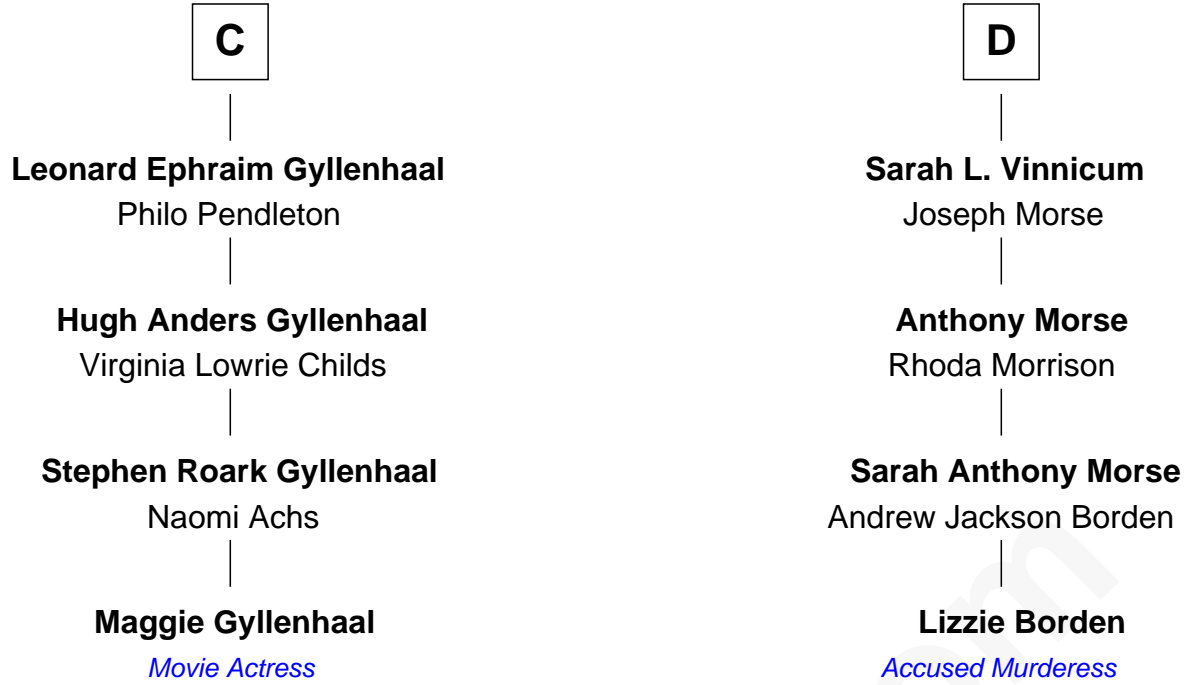 C
Leonard Ephraim Gyllenhaal
Philo Pendleton
Hugh Anders Gyllenhaal
Virginia Lowrie Childs
Stephen Roark Gyllenhaal
Naomi Achs
Maggie Gyllenhaal
Movie Actress
D
Sarah L. Vinnicum
Joseph Morse
Anthony Morse
Rhoda Morrison
Sarah Anthony Morse
Andrew Jackson Borden
Lizzie Borden
Accused Murderess